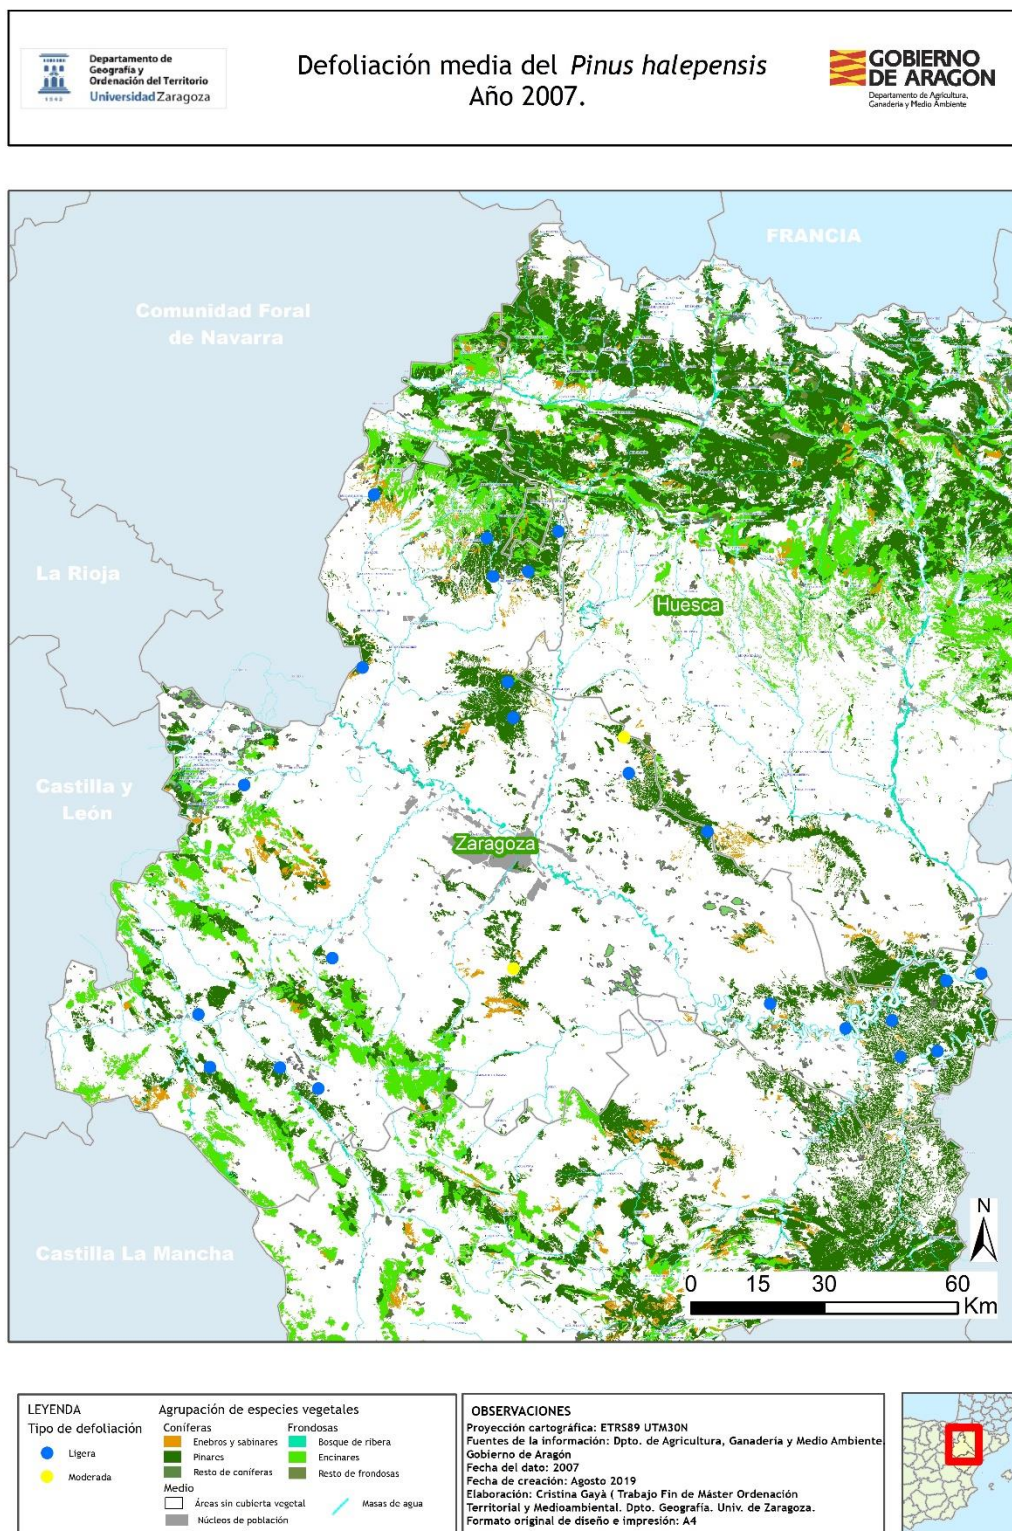 Departamento de
Geografía y
Ordenación del Territorio
Universidad Zaragoza
1542
Defoliación media del Pinus halepensis
Año 2007.
GOBIERNO
DE ARAGON
Departamento de Agricultura,
Ganadería y Medio Ambiente
FRANCIA
Comunidad Foral
de Navarra
La Rioja
Huesca
Castilla y
León
Zaragoza
Castilla La Mancha
N
0 15 30 60
Km
LEYENDA
Tipo de defoliación
Ligera
Moderada
Agrupación de especies vegetales
Coníferas
Enebros y sabinares
Pinares
Resto de coníferas
Frondosas
Bosque de ribera
Encinares
Resto de frondosas
Medio
Áreas sin cubierta vegetal
Masas de agua
Núcleos de población
OBSERVACIONES
Proyección cartográfica: ETRS89 UTM30N
Fuentes de la información: Dpto. de Agricultura, Ganadería y Medio Ambiente.
Gobierno de Aragón
Fecha del dato: 2007
Fecha de creación: Agosto 2019
Elaboración: Cristina Gayà ( Trabajo Fin de Máster Ordenación
Territorial y Medioambiental. Dpto. Geografía. Univ. de Zaragoza.
Formato original de diseño e impresión: A4